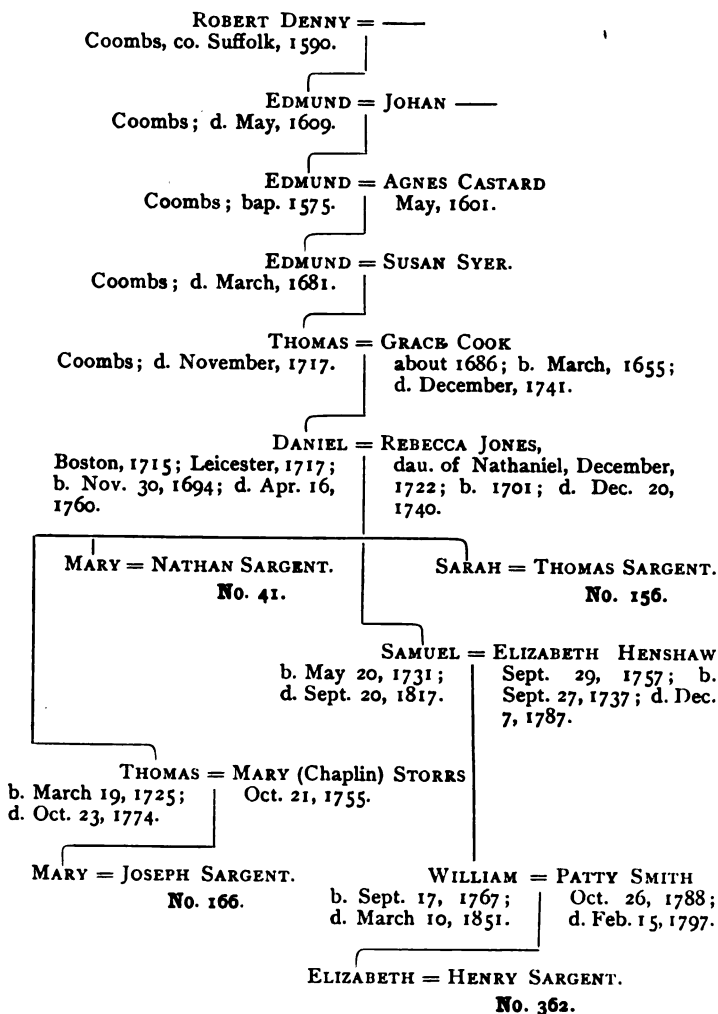 ROBERT DENNY = ——
Coombs, co. Suffolk, 1590.
EDMUND = JOHAN ——
Coombs; d. May, 1609.
EDMUND = AGNES CASTARD
Coombs; bap. 1575. May, 1601.
EDMUND = SUSAN SYER.
Coombs; d. March, 1681.
THOMAS = GRACE COOK
Coombs; d. November, 1717. about 1686; b. March, 1655;
d. December, 1741.
DANIEL = REBECCA JONES,
Boston, 1715; Leicester, 1717; dau. of Nathaniel, December,
b. Nov. 30, 1694; d. Apr. 16, 1722; b. 1701; d. Dec. 20,
1760. 1740.
MARY = NATHAN SARGENT. SARAH = THOMAS SARGENT.
No. 41. No. 156.
SAMUEL = ELIZABETH HENSHAW
b. May 20, 1731; Sept. 29, 1757; b.
d. Sept. 20, 1817. Sept. 27, 1737; d. Dec.
7, 1787.
THOMAS = MARY (Chaplin) STORRS
b. March 19, 1725; Oct. 21, 1755.
d. Oct. 23, 1774.
MARY = JOSEPH SARGENT. WILLIAM = PATTY SMITH
No. 166. b. Sept. 17, 1767; Oct. 26, 1788;
d. March 10, 1851. d. Feb. 15, 1797.
ELIZABETH = HENRY SARGENT.
No. 362.